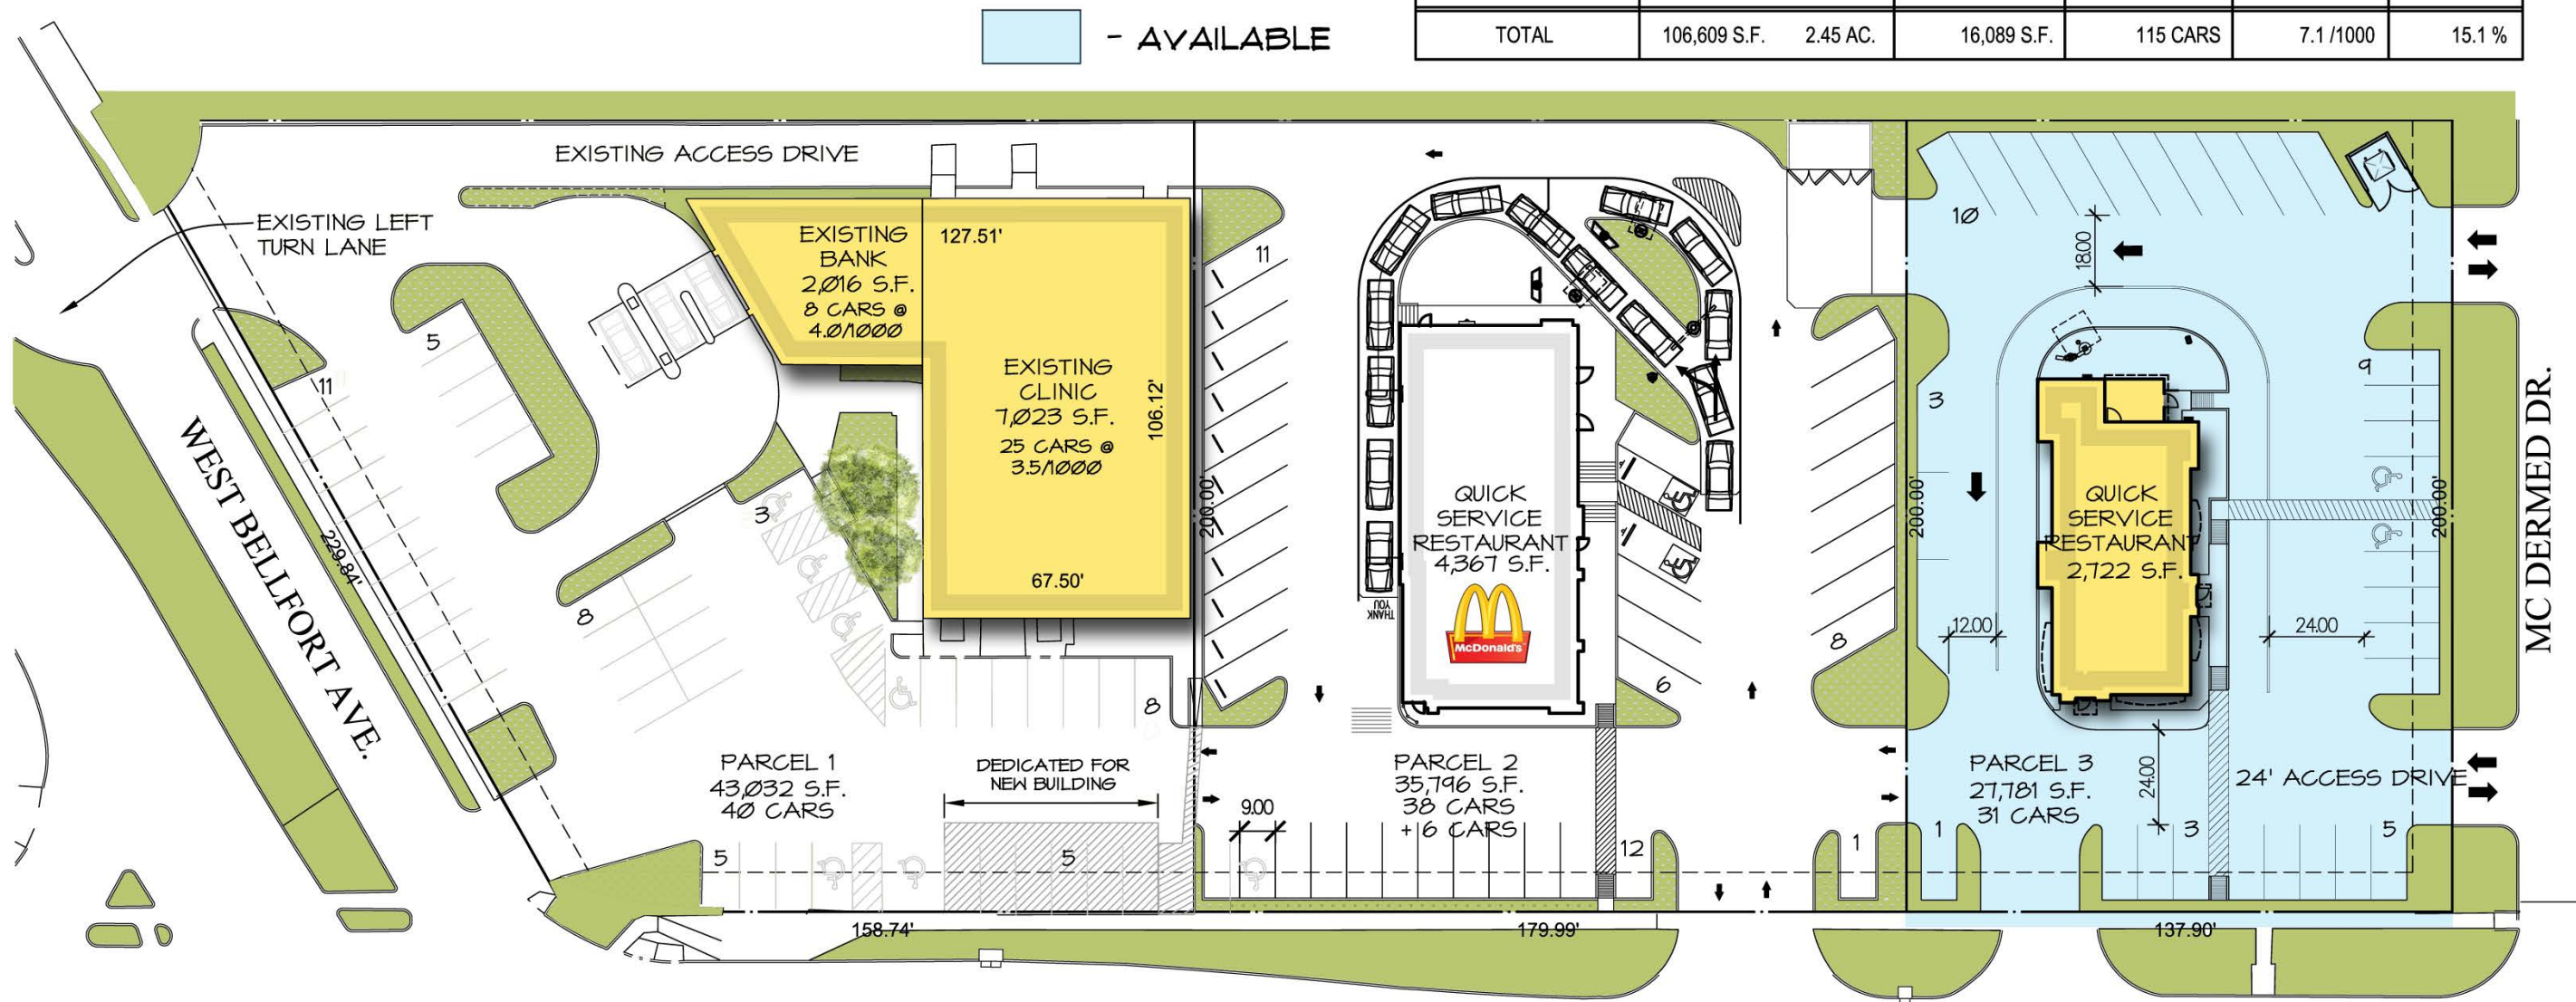 - AVAILABLE
TOTAL 106,609 S.F. 2.45 AC. 16,089 S.F. 115 CARS 7.1 /1000 15.1 %
EXISTING ACCESS DRIVE
EXISTING LEFT
TURN LANE
EXISTING
BANK
2,016 S.F.
8 CARS @
4.0/1000
127.51'
EXISTING
CLINIC
7,023 S.F.
25 CARS @
3.5/1000
106.12'
67.50'
5
11
3
8
8
WEST BELLFORT AVE.
229.84'
PARCEL 1
43,032 S.F.
40 CARS
DEDICATED FOR
NEW BUILDING
5
5
158.74'
11
200.00'
THANK
YOU
QUICK
SERVICE
RESTAURANT
4,367 S.F.
McDonald's
6
8
PARCEL 2
35,796 S.F.
38 CARS
+ 6 CARS
9.00
12
1
179.99'
10
18.00
3
9
200.00'
QUICK
SERVICE
RESTAURANT
2,722 S.F.
200.00'
12.00
24.00
PARCEL 3
27,781 S.F.
31 CARS
24.00
24' ACCESS DRIVE
1
3
5
137.90'
MC DERMED DR.